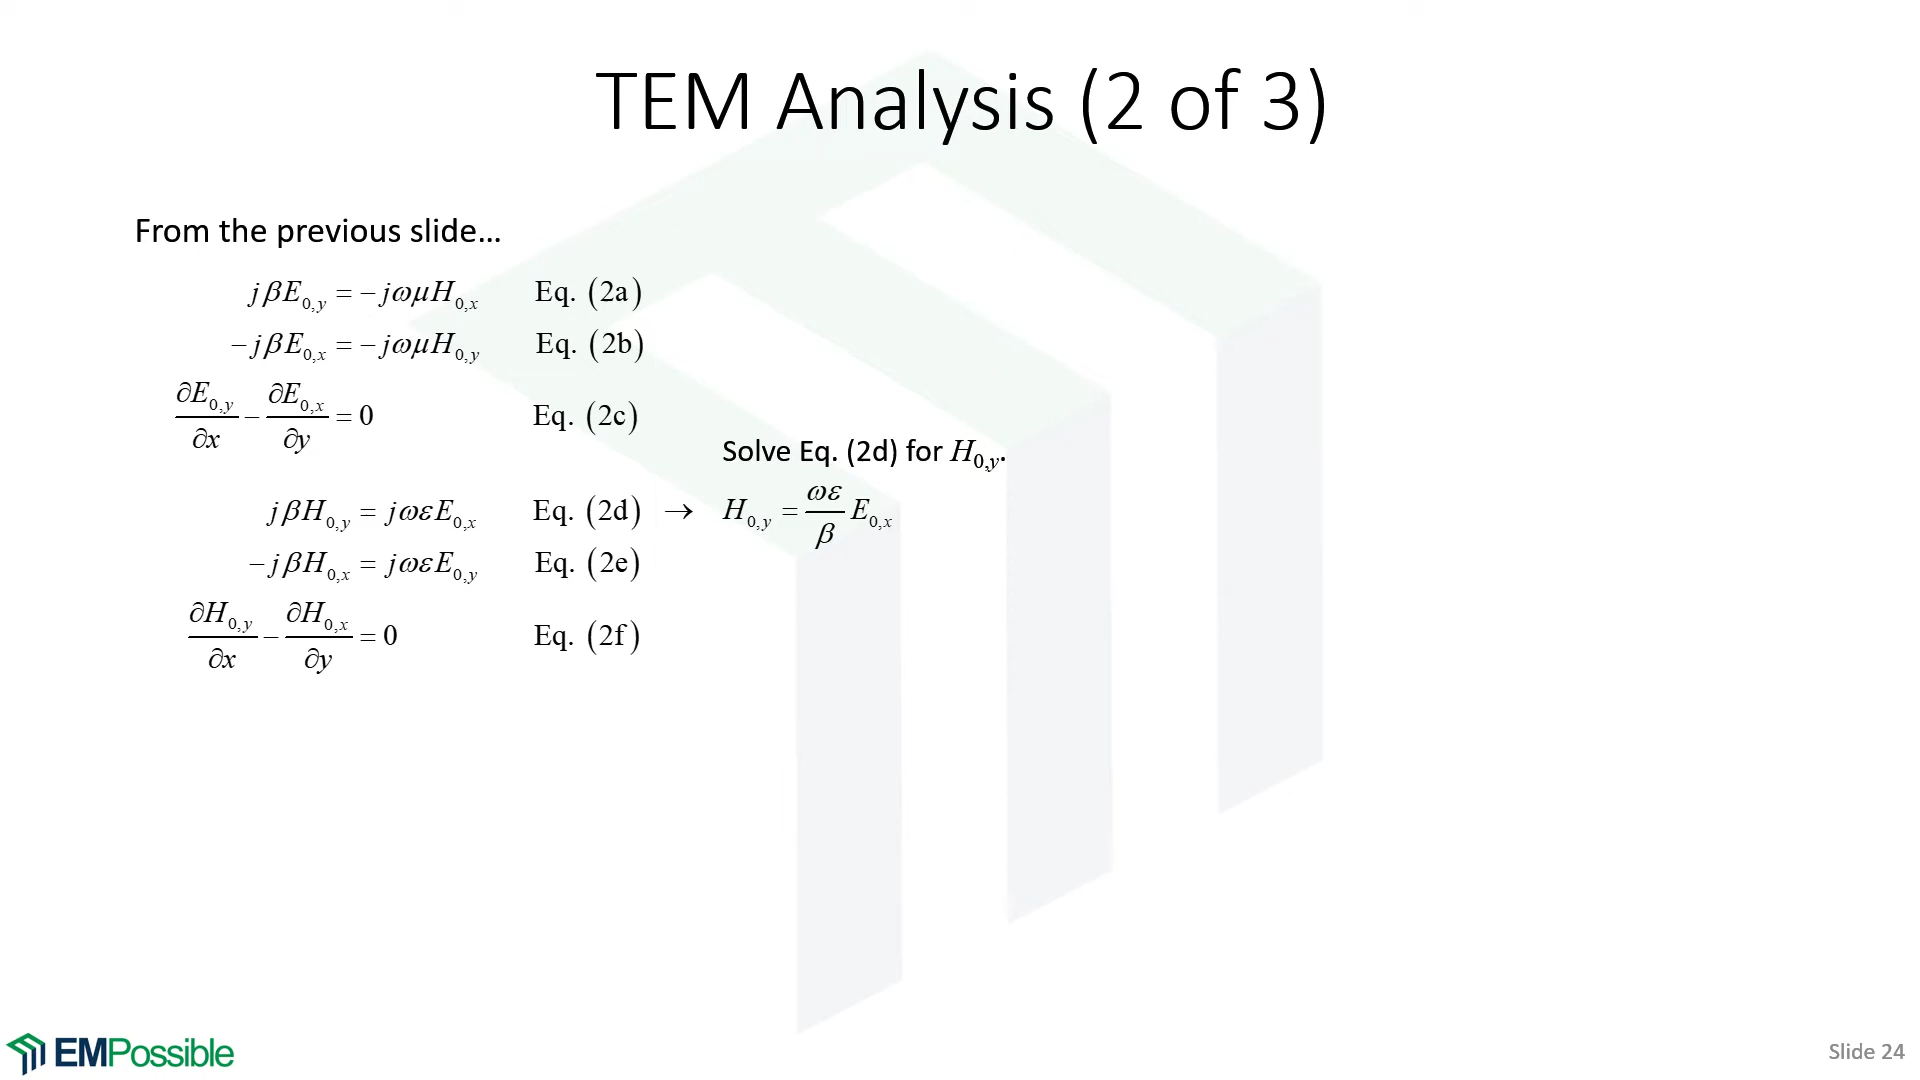 TEM Analysis (2 of 3)
From the previous slide…
jβE₀,y = −jωμH₀,x Eq. (2a)
−jβE₀,x = −jωμH₀,y Eq. (2b)
∂E₀,y/∂x − ∂E₀,x/∂y = 0 Eq. (2c)
Solve Eq. (2d) for H₀,y.
jβH₀,y = jωεE₀,x Eq. (2d) → H₀,y = ωε/β E₀,x
−jβH₀,x = jωεE₀,y Eq. (2e)
∂H₀,y/∂x − ∂H₀,x/∂y = 0 Eq. (2f)
EMPossible
Slide 24